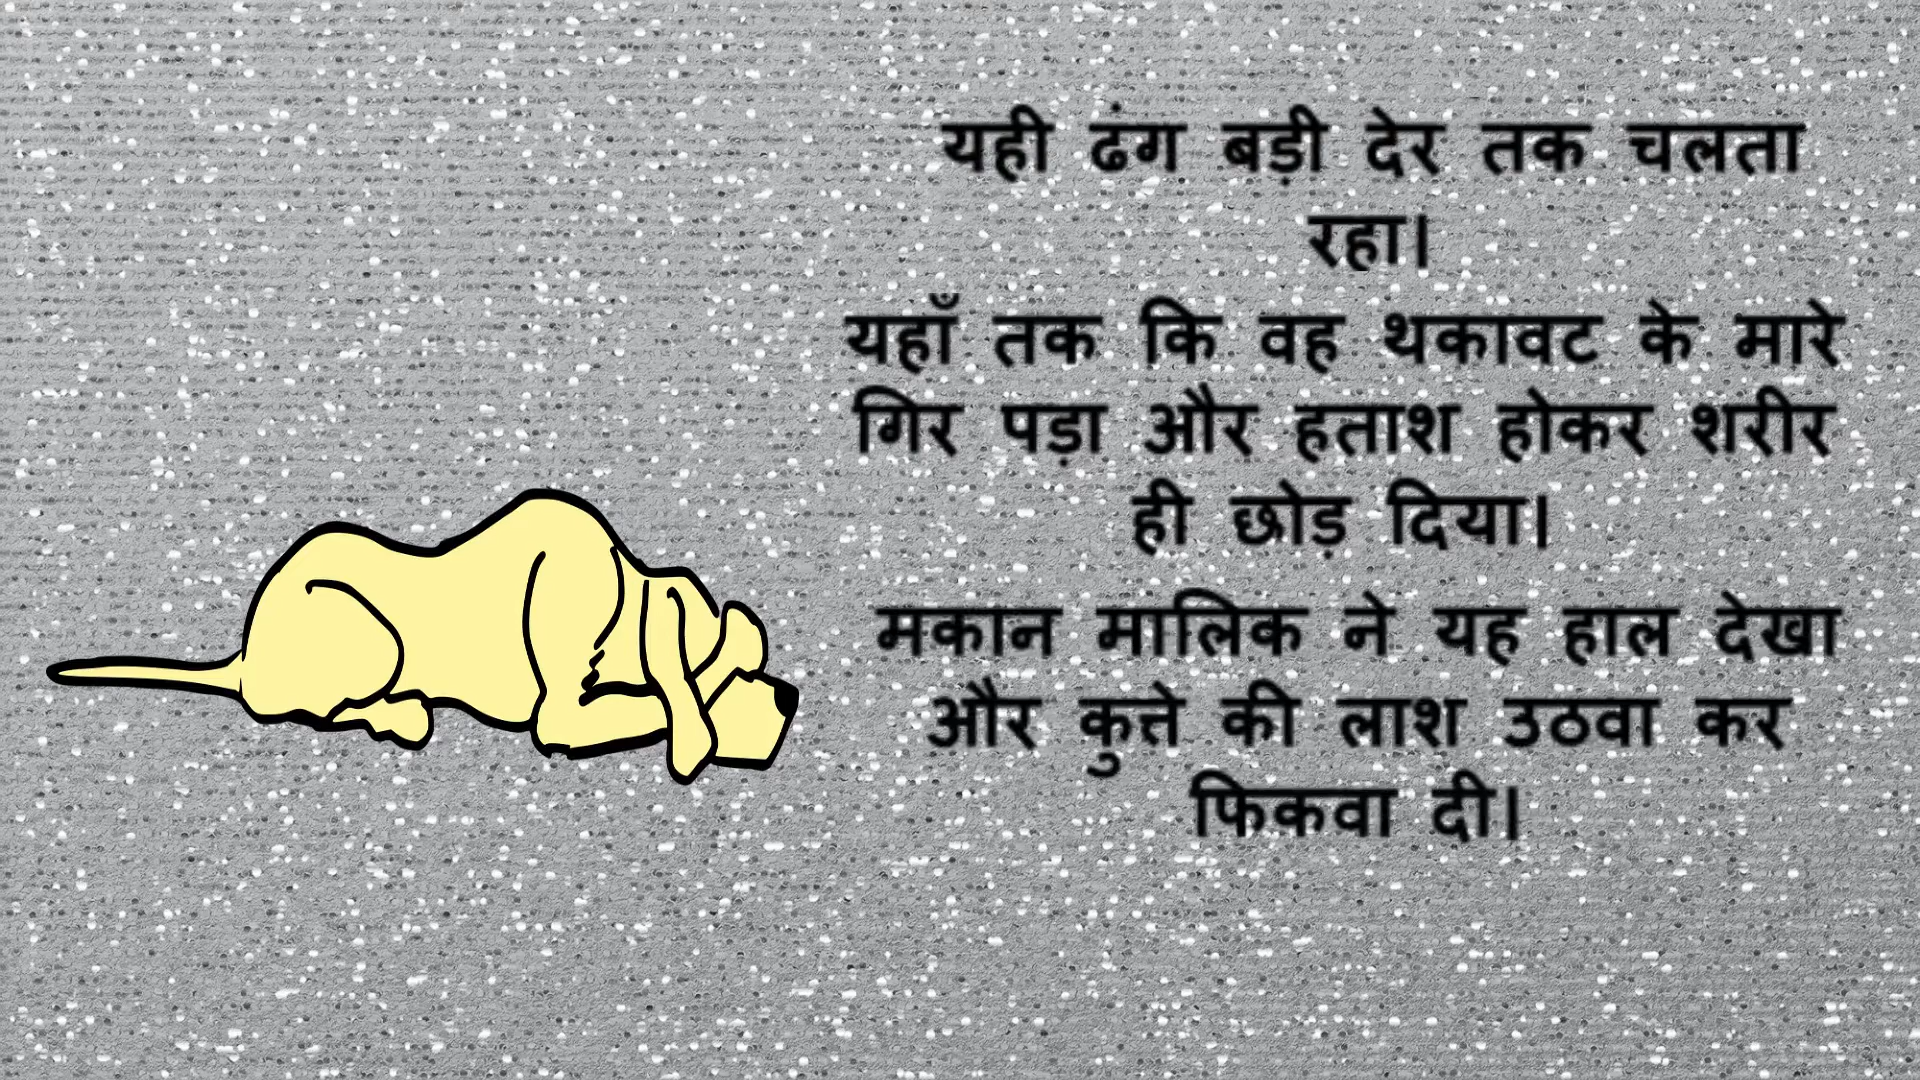 यही ढंग बड़ी देर तक चलता
रहा।
यहाँ तक कि वह थकावट के मारे
गिर पड़ा और हताश होकर शरीर
ही छोड़ दिया।
मकान मालिक ने यह हाल देखा
और कुत्ते की लाश उठवा कर
फिकवा दी।